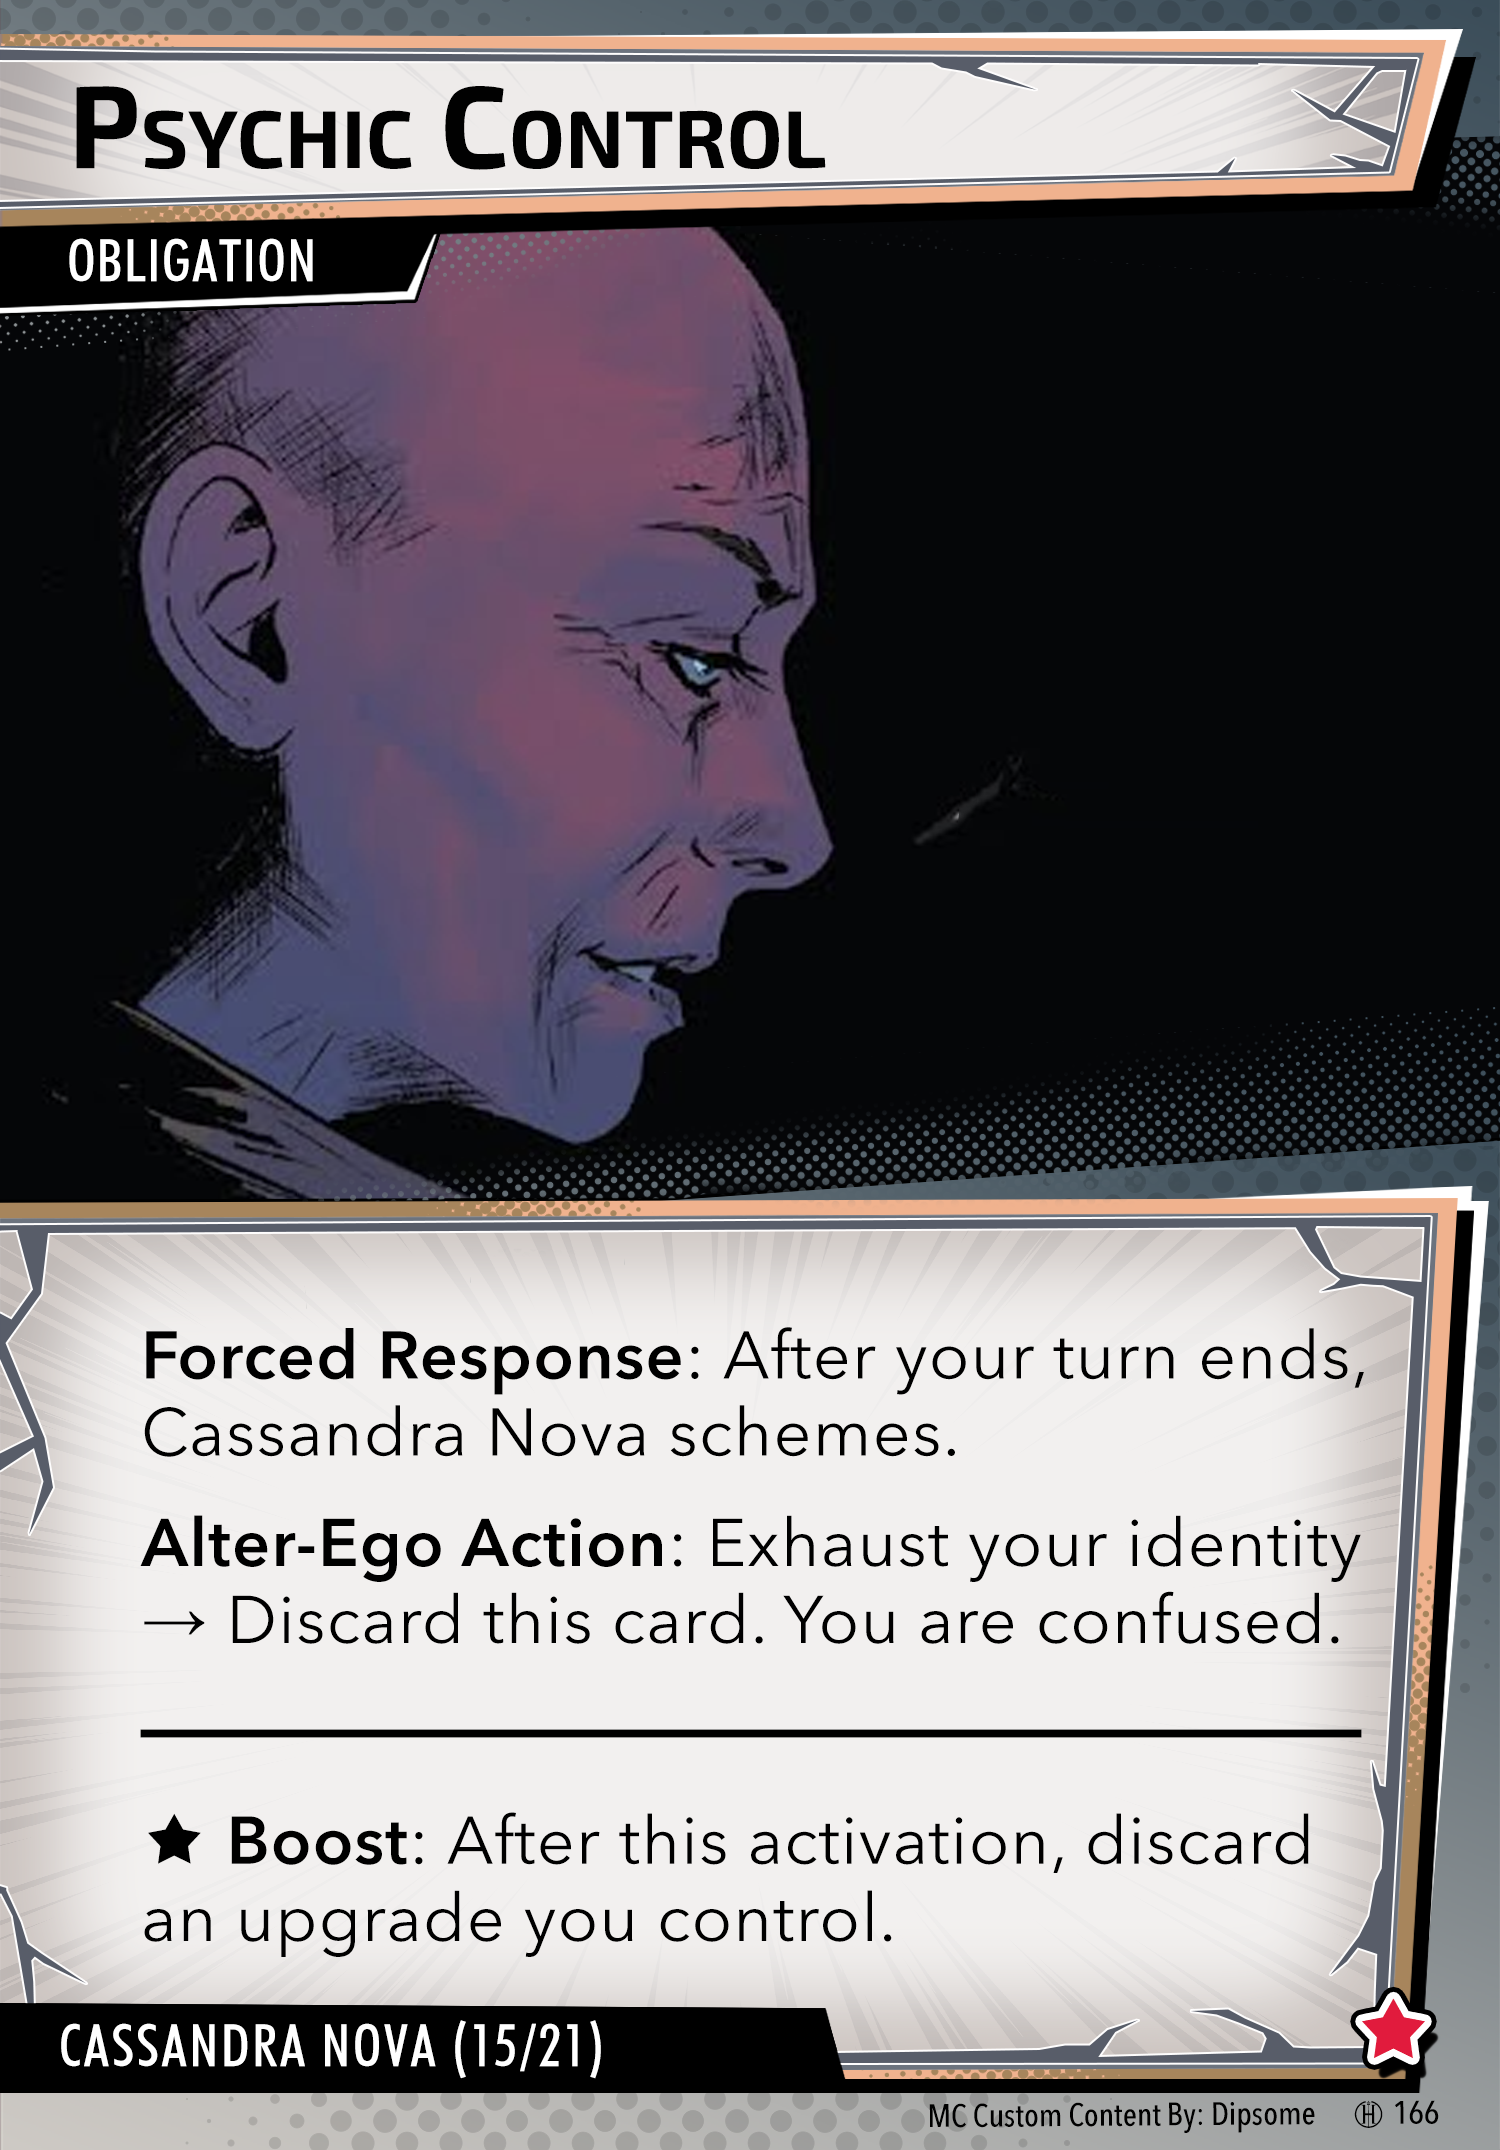 Psychic Control
OBLIGATION
Forced Response: After your turn ends,
Cassandra Nova schemes.
Alter-Ego Action: Exhaust your identity
→ Discard this card. You are confused.
★ Boost: After this activation, discard
an upgrade you control.
CASSANDRA NOVA (15/21)
MC Custom Content By: Dipsome Ⓗ 166